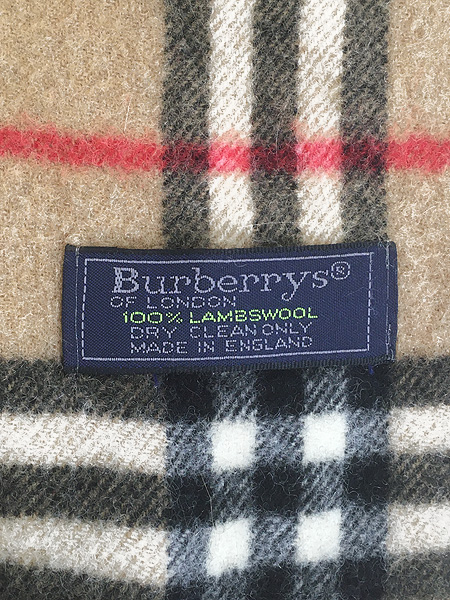 Burberrys®
OF LONDON
100% LAMBSWOOL
DRY CLEAN ONLY
MADE IN ENGLAND